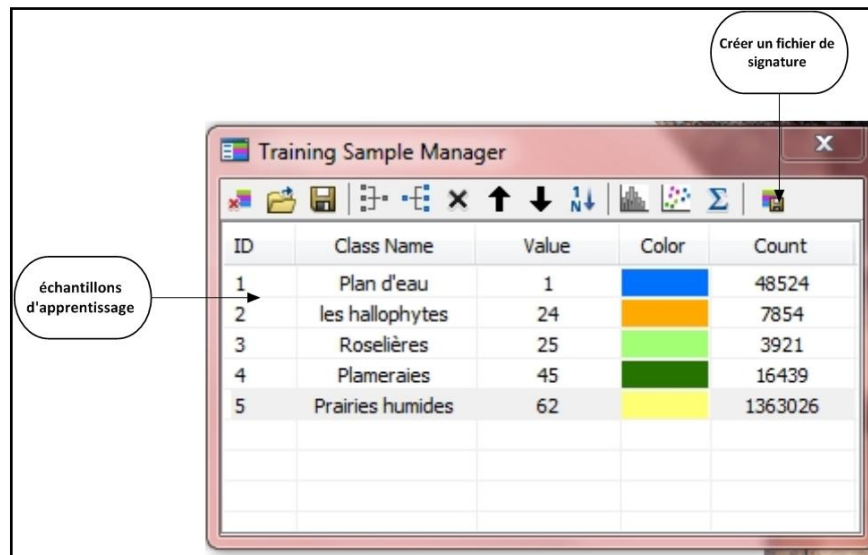 Créer un fichier de
signature
Training Sample Manager
X
1
N
Σ
ID Class Name Value Color Count
échantillons
d'apprentissage
1 Plan d'eau 1 48524
2 les hallophytes 24 7854
3 Roselières 25 3921
4 Plameraies 45 16439
5 Prairies humides 62 1363026